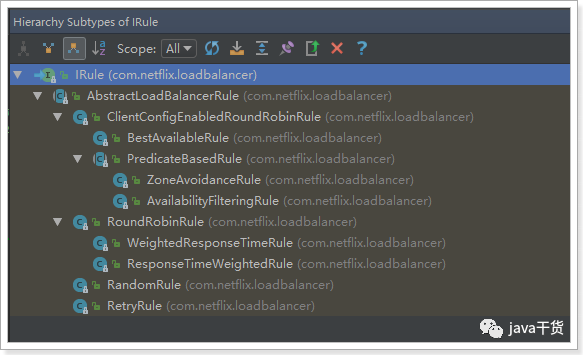 Hierarchy Subtypes of IRule
Scope: All
IRule (com.netflix.loadbalancer)
AbstractLoadBalancerRule (com.netflix.loadbalancer)
ClientConfigEnabledRoundRobinRule (com.netflix.loadbalancer)
BestAvailableRule (com.netflix.loadbalancer)
PredicateBasedRule (com.netflix.loadbalancer)
ZoneAvoidanceRule (com.netflix.loadbalancer)
AvailabilityFilteringRule (com.netflix.loadbalancer)
RoundRobinRule (com.netflix.loadbalancer)
WeightedResponseTimeRule (com.netflix.loadbalancer)
ResponseTimeWeightedRule (com.netflix.loadbalancer)
RandomRule (com.netflix.loadbalancer)
RetryRule (com.netflix.loadbalancer)
java干货